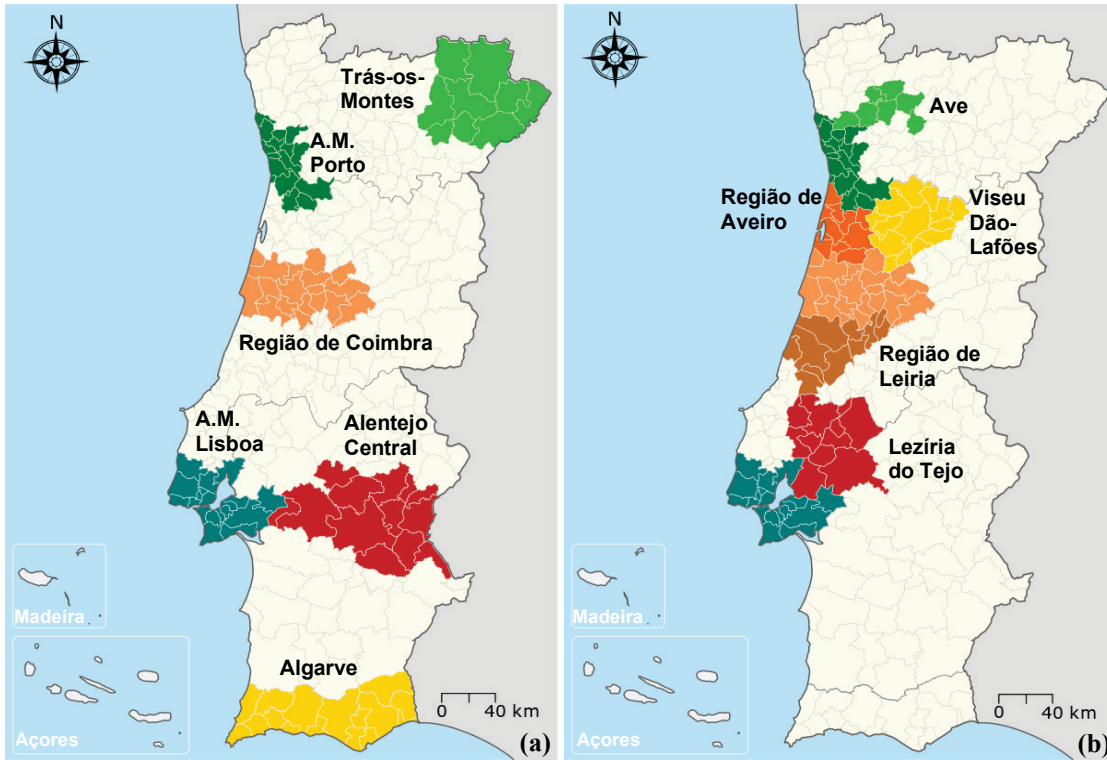 N
Trás-os-
Montes
A.M.
Porto
Região de Coimbra
A.M.
Lisboa
Alentejo
Central
Madeira
Algarve
0 40 km
Açores
(a)
N
Ave
Região de
Aveiro
Viseu
Dão-
Lafões
Região de
Leiria
Lezíria
do Tejo
Madeira
0 40 km
Açores
(b)